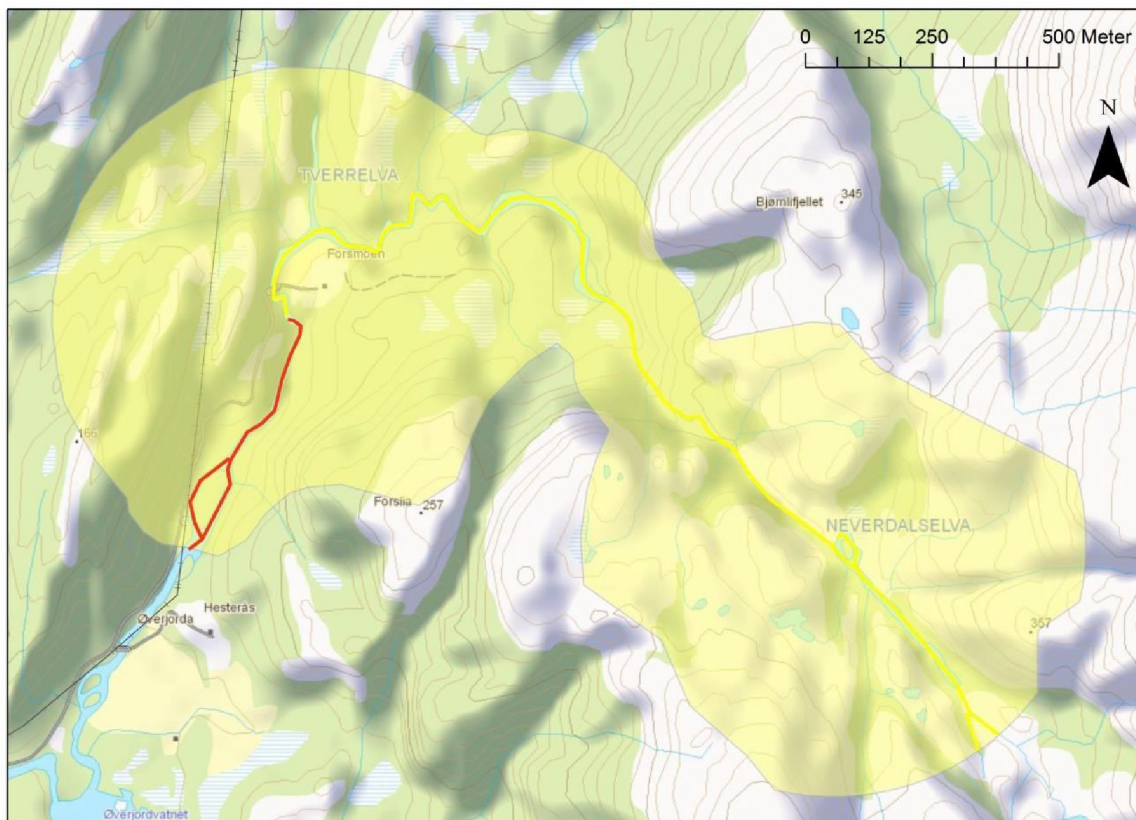 0 125 250 500 Meter
N
TVERRELVA
Bjørnlifjellet 345
Forsmoen
166
Forslia 257
NEVERDALSELVA
357
Hesterås
Øverjorda
Øverjordvatnet